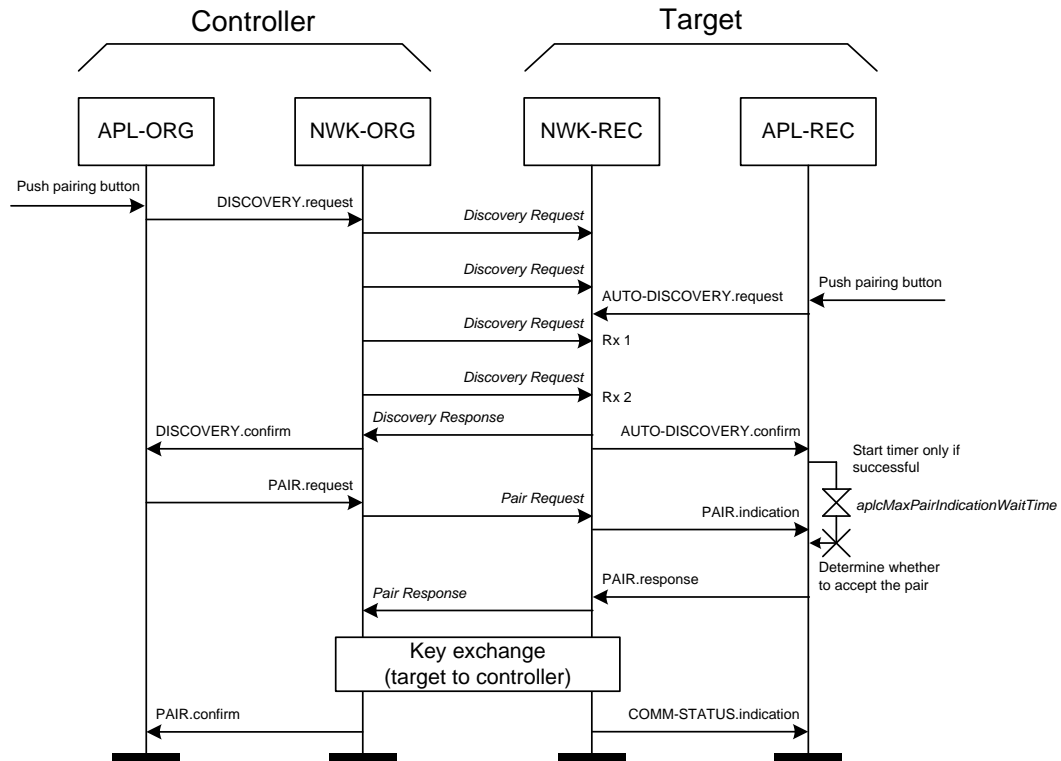 Controller
Target
APL-ORG
NWK-ORG
NWK-REC
APL-REC
Push pairing button
DISCOVERY.request
Discovery Request
Discovery Request
Push pairing button
AUTO-DISCOVERY.request
Discovery Request
Rx 1
Discovery Request
Rx 2
Discovery Response
DISCOVERY.confirm
AUTO-DISCOVERY.confirm
Start timer only if
successful
PAIR.request
Pair Request
aplcMaxPairIndicationWaitTime
PAIR.indication
Determine whether
to accept the pair
PAIR.response
Pair Response
Key exchange
(target to controller)
PAIR.confirm
COMM-STATUS.indication